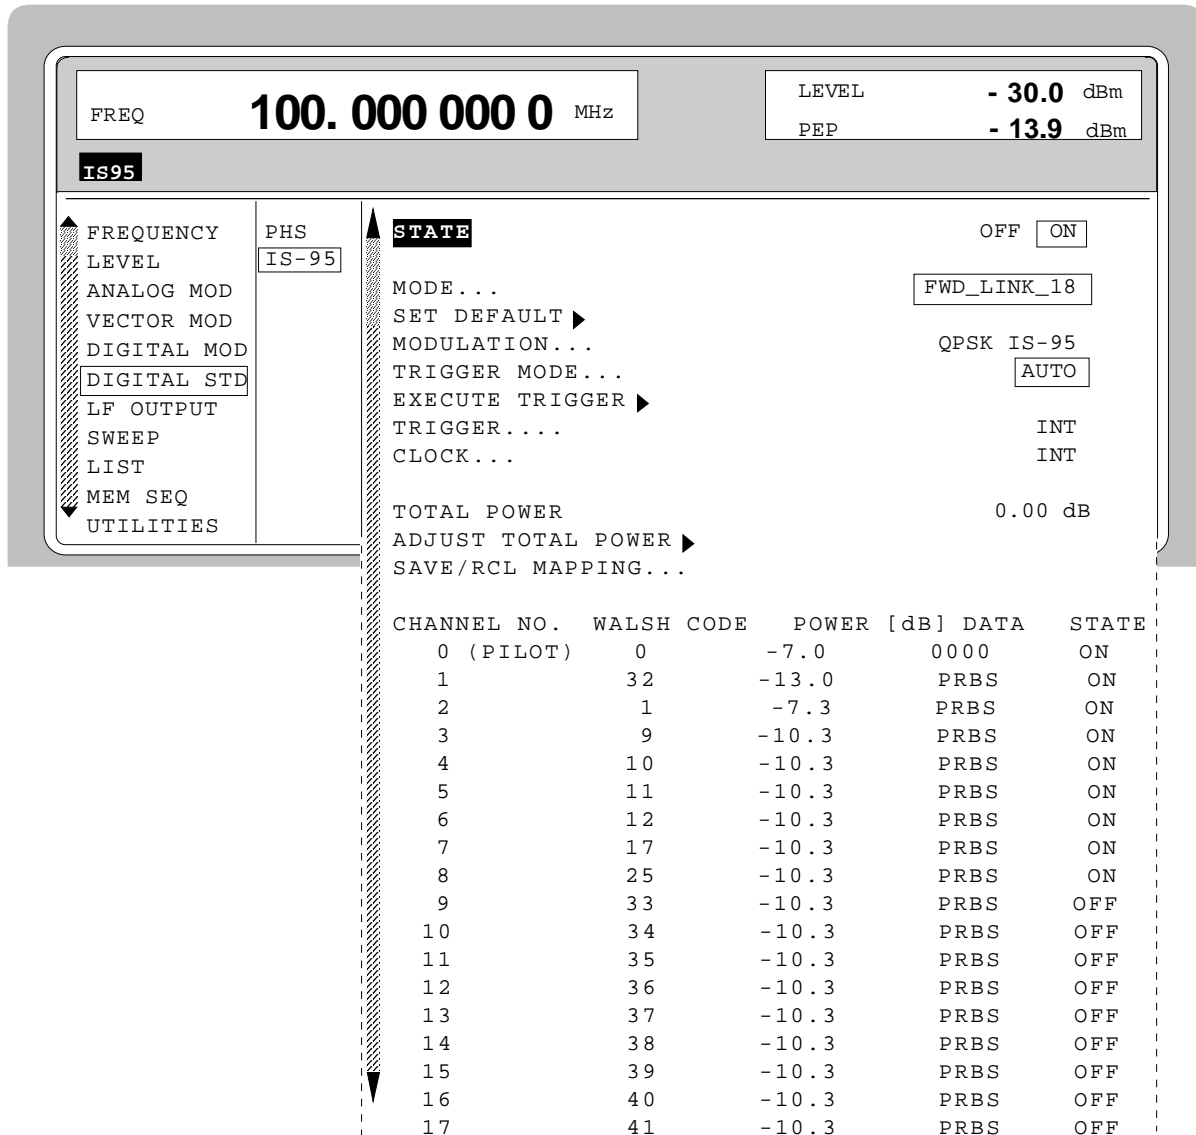 FREQ 100. 000 000 0 MHz
LEVEL - 30.0 dBm
PEP - 13.9 dBm
IS95
FREQUENCY
LEVEL
ANALOG MOD
VECTOR MOD
DIGITAL MOD
DIGITAL STD
LF OUTPUT
SWEEP
LIST
MEM SEQ
UTILITIES
PHS
IS-95
STATE OFF ON
MODE... FWD_LINK_18
SET DEFAULT
MODULATION... QPSK IS-95
TRIGGER MODE... AUTO
EXECUTE TRIGGER
TRIGGER.... INT
CLOCK... INT
TOTAL POWER 0.00 dB
ADJUST TOTAL POWER
SAVE/RCL MAPPING...
CHANNEL NO. WALSH CODE POWER [dB] DATA STATE
0 (PILOT) 0 -7.0 0000 ON
1 32 -13.0 PRBS ON
2 1 -7.3 PRBS ON
3 9 -10.3 PRBS ON
4 10 -10.3 PRBS ON
5 11 -10.3 PRBS ON
6 12 -10.3 PRBS ON
7 17 -10.3 PRBS ON
8 25 -10.3 PRBS ON
9 33 -10.3 PRBS OFF
10 34 -10.3 PRBS OFF
11 35 -10.3 PRBS OFF
12 36 -10.3 PRBS OFF
13 37 -10.3 PRBS OFF
14 38 -10.3 PRBS OFF
15 39 -10.3 PRBS OFF
16 40 -10.3 PRBS OFF
17 41 -10.3 PRBS OFF